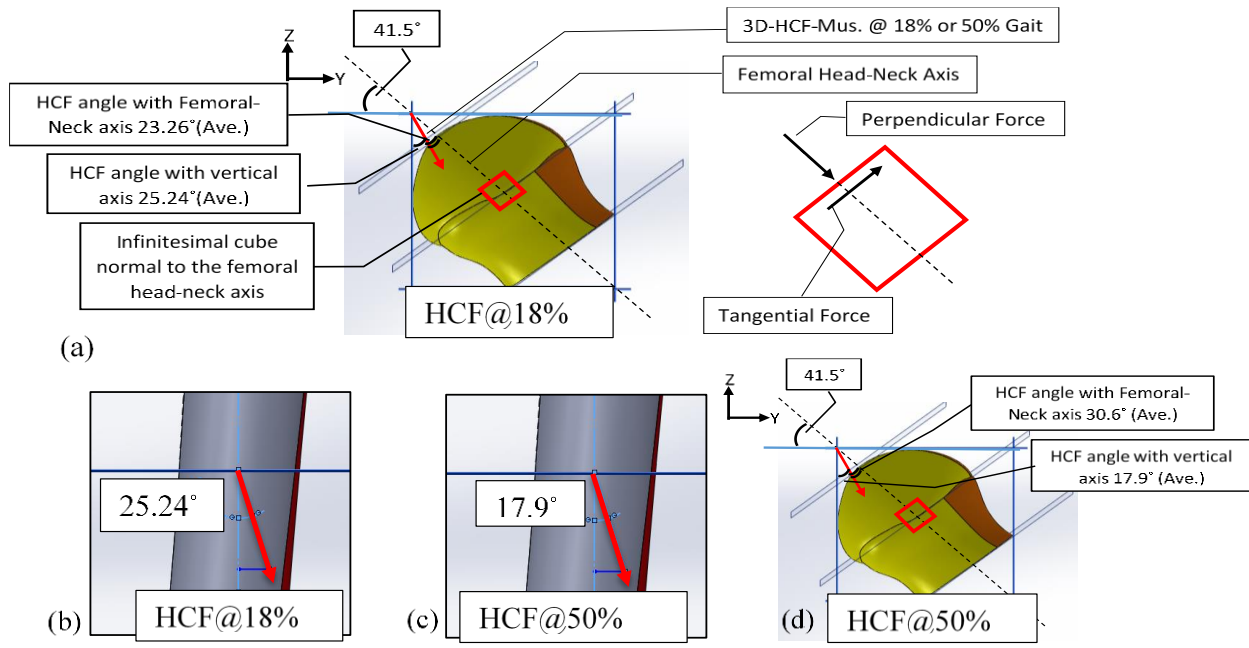 41.5˚
3D-HCF-Mus. @ 18% or 50% Gait
Z
Y
Femoral Head-Neck Axis
HCF angle with Femoral-
Neck axis 23.26˚(Ave.)
Perpendicular Force
HCF angle with vertical
axis 25.24˚(Ave.)
Infinitesimal cube
normal to the femoral
head-neck axis
HCF@18%
Tangential Force
(a)
25.24˚
HCF@18%
(b)
17.9˚
HCF@50%
(c)
Z
Y
41.5˚
HCF angle with Femoral-
Neck axis 30.6˚ (Ave.)
HCF angle with vertical
axis 17.9˚ (Ave.)
HCF@50%
(d)